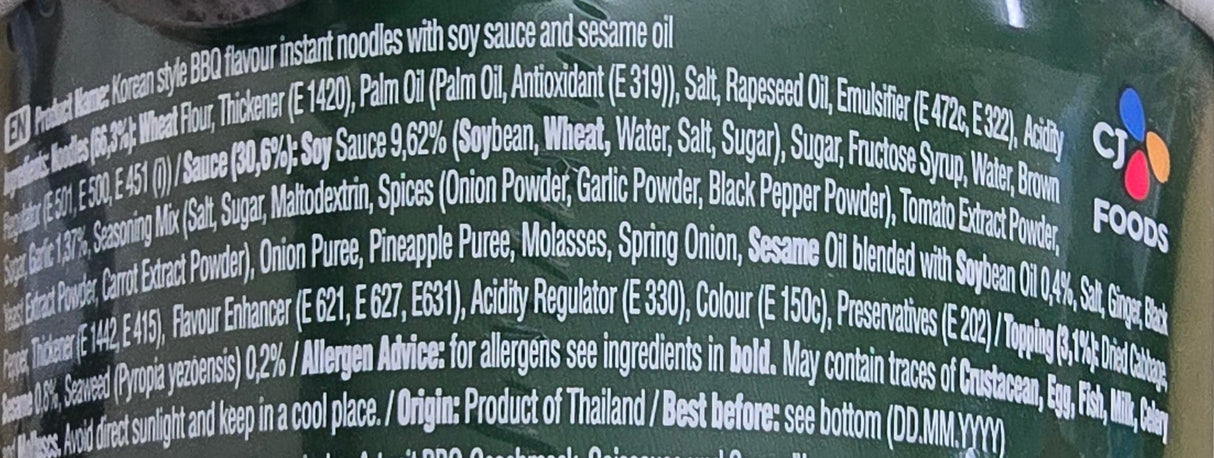 EN Product Name: Korean style BBQ flavour instant noodles with soy sauce and sesame oil
Ingredients: Noodles (66,3%): Wheat Flour, Thickener (E 1420), Palm Oil (Palm Oil, Antioxidant (E 319)), Salt, Rapeseed Oil, Emulsifier (E 472c, E 322), Acidity
Regulator (E 501, E 500, E 451 (i)) / Sauce (30,6%): Soy Sauce 9,62% (Soybean, Wheat, Water, Salt, Sugar), Sugar, Fructose Syrup, Water, Brown
Sugar, Garlic 1,37%, Seasoning Mix (Salt, Sugar, Maltodextrin, Spices (Onion Powder, Garlic Powder, Black Pepper Powder), Tomato Extract Powder,
Yeast Extract Powder, Carrot Extract Powder), Onion Puree, Pineapple Puree, Molasses, Spring Onion, Sesame Oil blended with Soybean Oil 0,4%, Salt, Ginger, Black
Pepper, Thickener (E 1442, E 415), Flavour Enhancer (E 621, E 627, E631), Acidity Regulator (E 330), Colour (E 150c), Preservatives (E 202) / Topping (3,1%): Dried Cabbage,
Sesame 0,8%, Seaweed (Pyropia yezoensis) 0,2% / Allergen Advice: for allergens see ingredients in bold. May contain traces of Crustacean, Egg, Fish, Milk, Celery
and Molluscs. Avoid direct sunlight and keep in a cool place. / Origin: Product of Thailand / Best before: see bottom (DD.MM.YYYY)
CJ
FOODS